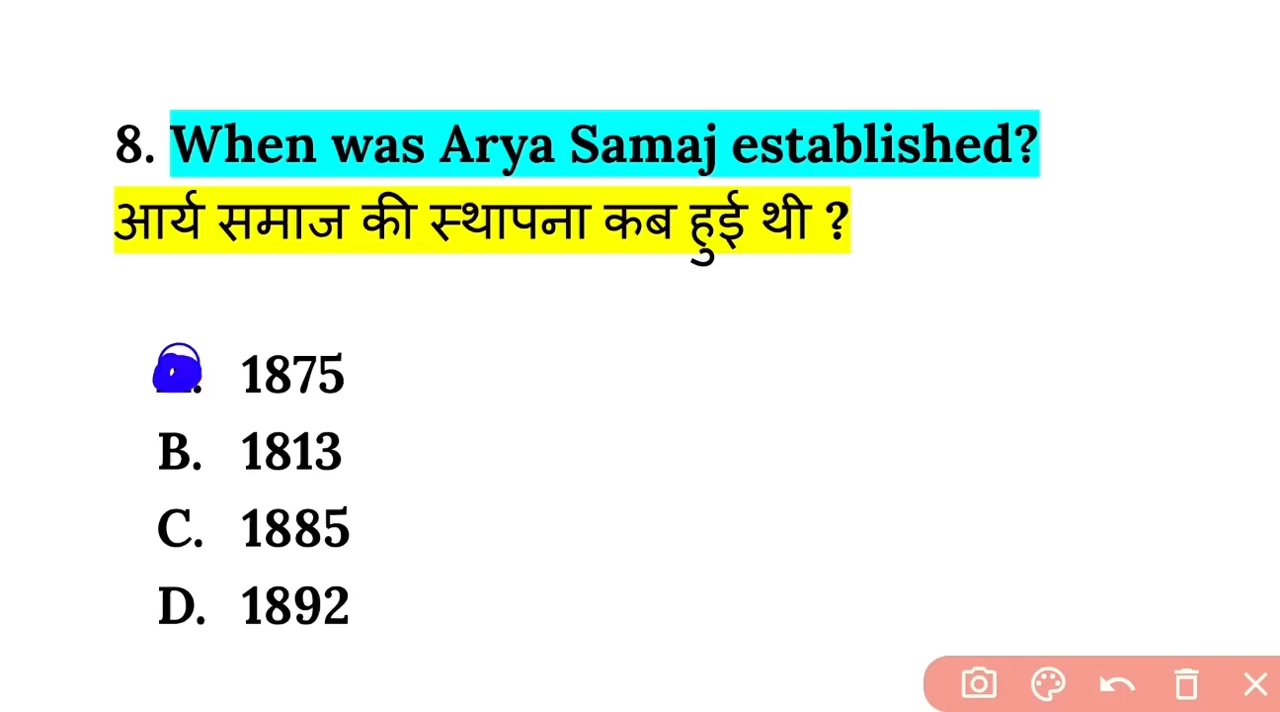 8. When was Arya Samaj established?
आर्य समाज की स्थापना कब हुई थी ?
1875
B. 1813
C. 1885
D. 1892